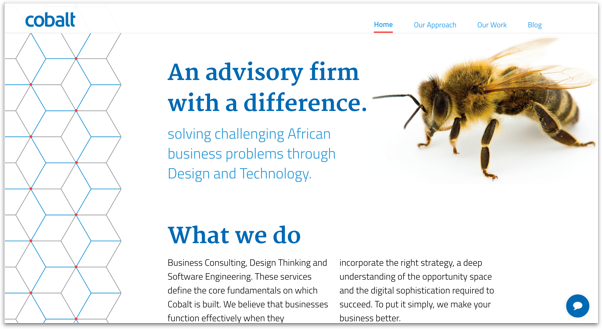 cobalt
Home
Our Approach
Our Work
Blog
An advisory firm
with a difference.
solving challenging African
business problems through
Design and Technology.
What we do
Business Consulting, Design Thinking and
Software Engineering. These services
define the core fundamentals on which
Cobalt is built. We believe that businesses
function effectively when they
incorporate the right strategy, a deep
understanding of the opportunity space
and the digital sophistication required to
succeed. To put it simply, we make your
business better.